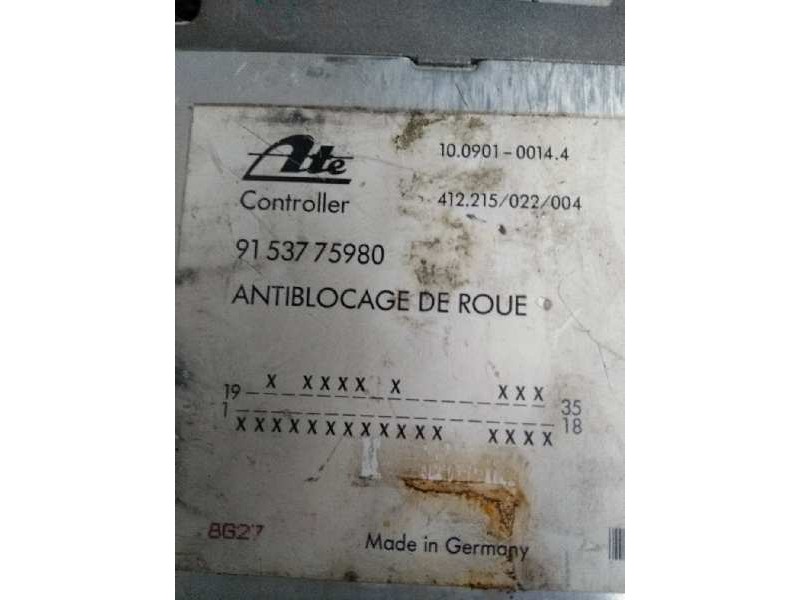 Ate
10.0901-0014.4
Controller
412.215/022/004
91 537 75980
ANTIBLOCAGE DE ROUE
X XXXX X XXX
19 35
1 18
XXXXXXXXXXXX XXXX
8G27
Made in Germany